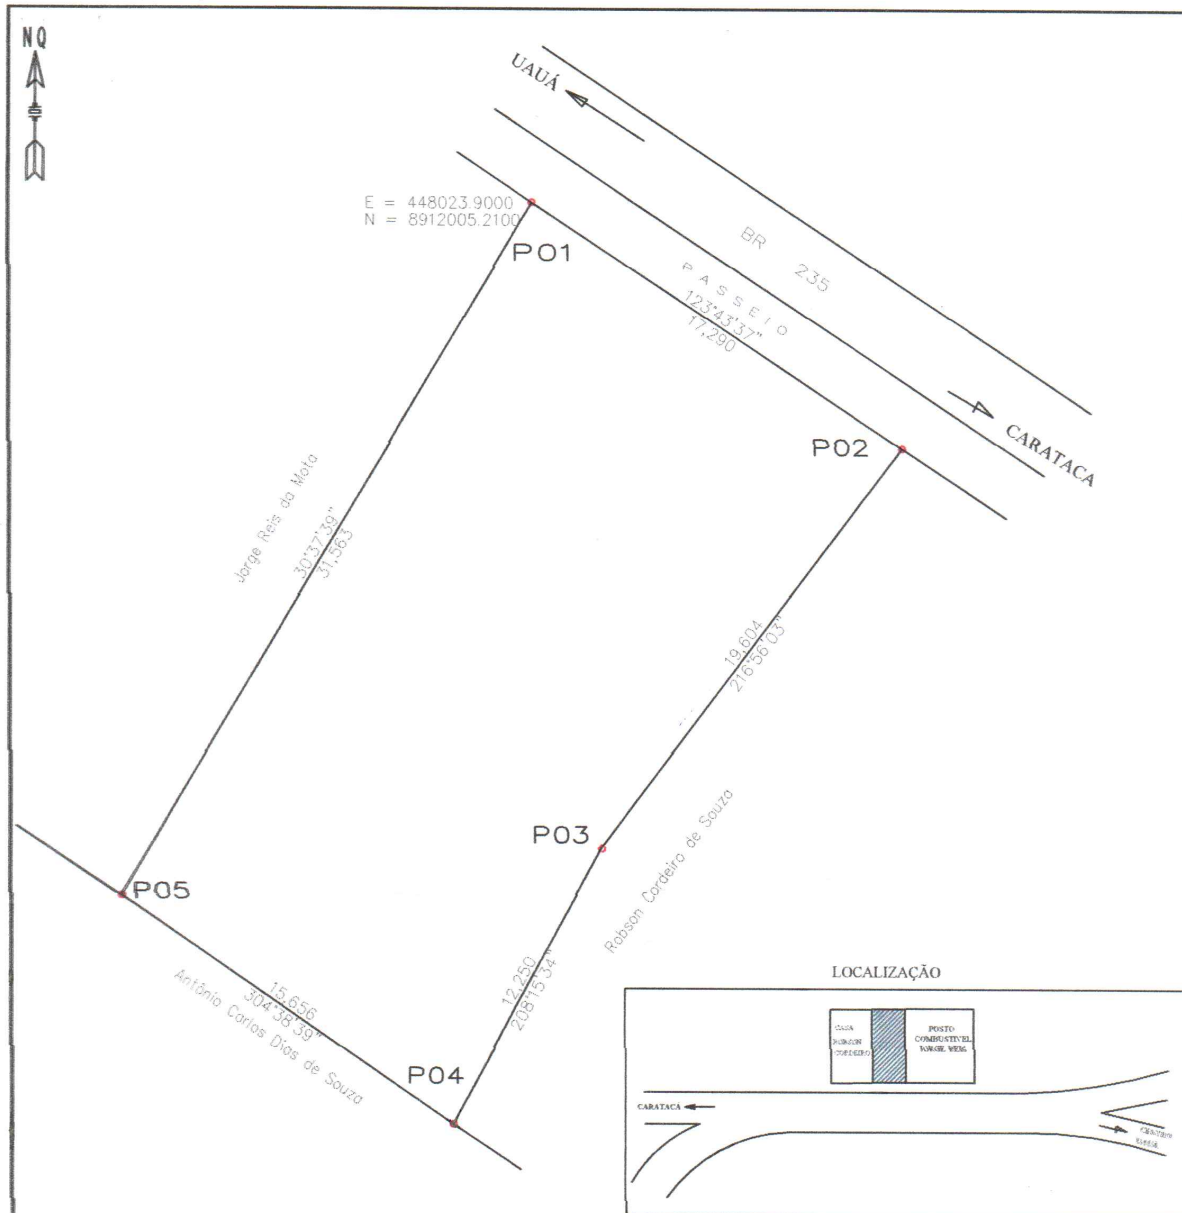 NQ
UAUÁ
E = 448023.9000
N = 8912005.2100
P01
BR 235
PASSEIO
123°43'37"
17,290
CARATACA
P02
Jorge Reis da Mata
30°37'39"
31,563
19,604
216°56'03"
P03
Robson Cordeiro de Souza
P05
12,250
208°15'34"
15,656
304°38'39"
Antônio Carlos Dias de Souza
P04
LOCALIZAÇÃO
CASA
ROBSON
CORDEIRO
POSTO
COMBUSTIVEL
CARATACA